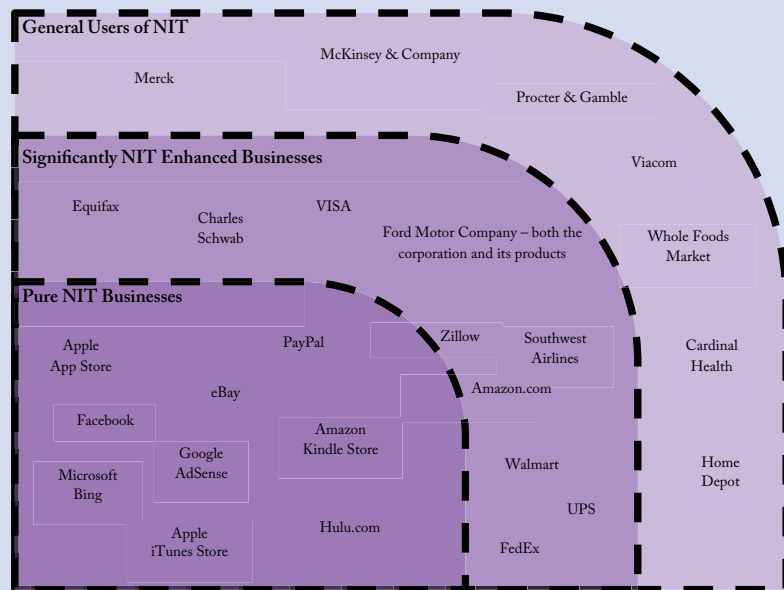 General Users of NIT
McKinsey & Company
Merck
Procter & Gamble
Viacom
Significantly NIT Enhanced Businesses
Equifax
Charles
Schwab
VISA
Ford Motor Company – both the
corporation and its products
Whole Foods
Market
Pure NIT Businesses
Apple
App Store
PayPal
Zillow
Southwest
Airlines
Cardinal
Health
eBay
Amazon.com
Facebook
Amazon
Kindle Store
Google
AdSense
Microsoft
Bing
Walmart
Home
Depot
UPS
Apple
iTunes Store
Hulu.com
FedEx